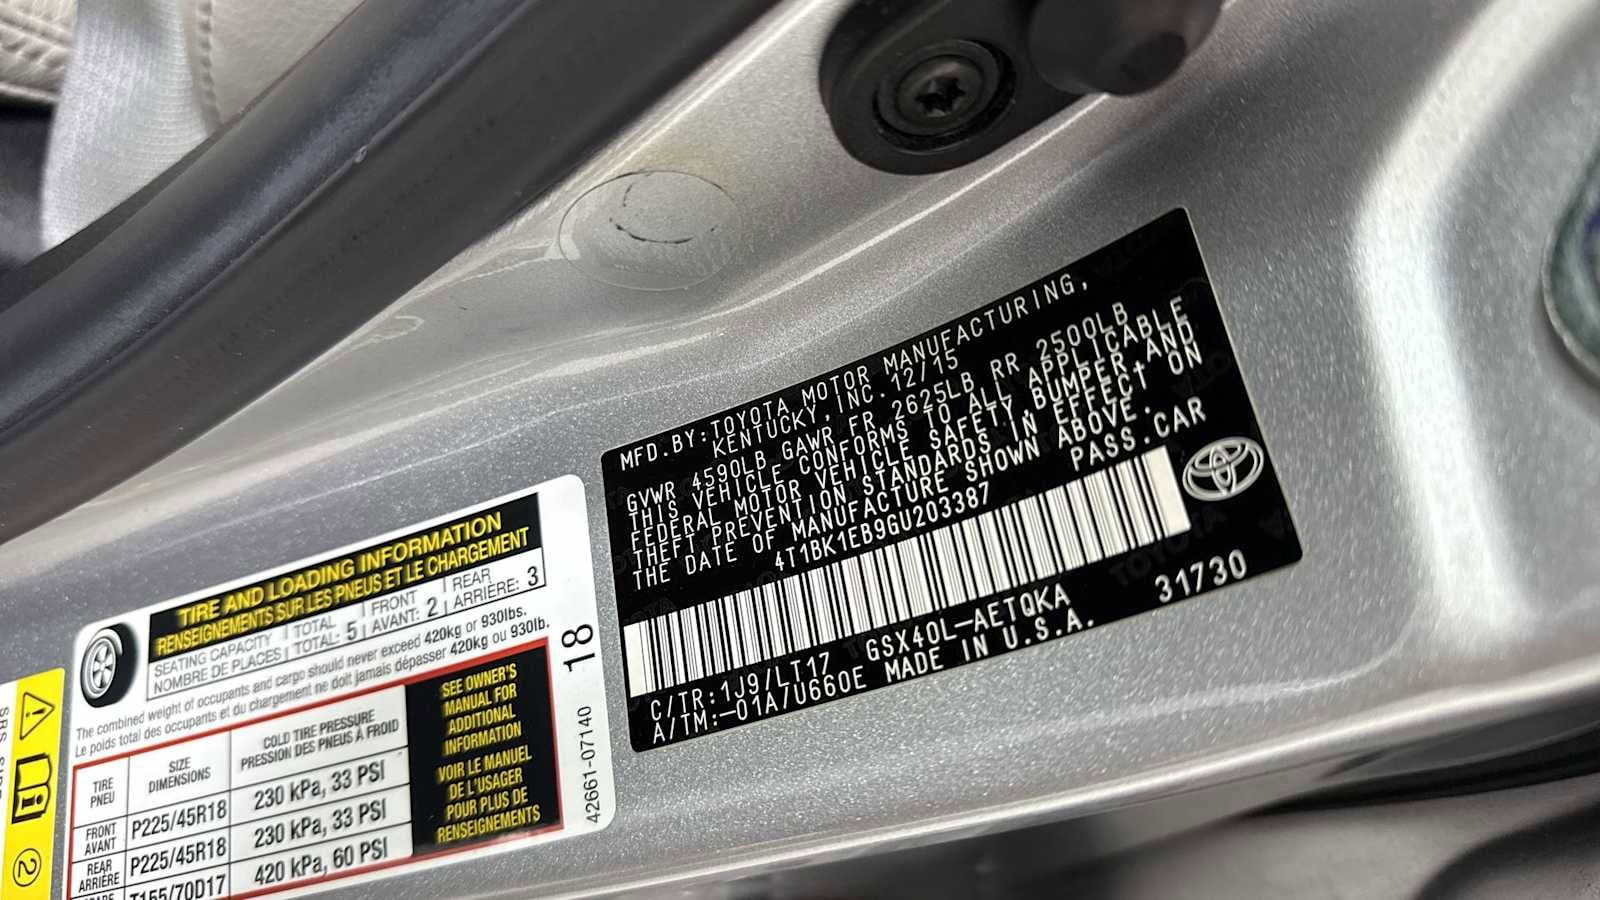 MFD.BY:TOYOTA MOTOR MANUFACTURING,
KENTUCKY,INC.12/15
GVWR 4590LB GAWR FR 2625LB RR 2500LB
THIS VEHICLE CONFORMS TO ALL APPLICABLE
FEDERAL MOTOR VEHICLE SAFETY,BUMPER,AND
THEFT PREVENTION STANDARDS IN EFFECT ON
THE DATE OF MANUFACTURE SHOWN ABOVE.
4T1BK1EB9GU203387 PASS.CAR
C/TR:1J9/LT17 GSX40L-AETQKA 31730
A/TM:-01A/U660E MADE IN U.S.A.
TOYOTA
TIRE AND LOADING INFORMATION
RENSEIGNEMENTS SUR LES PNEUS ET LE CHARGEMENT
SEATING CAPACITY TOTAL FRONT REAR
NOMBRE DE PLACES TOTAL: 5 AVANT: 2 ARRIÈRE: 3
The combined weight of occupants and cargo should never exceed 420kg or 930lbs.
Le poids total des occupants et du chargement ne doit jamais dépasser 420kg ou 930lb.
TIRE
PNEU
SIZE
DIMENSIONS
COLD TIRE PRESSURE
PRESSION DES PNEUS À FROID
FRONT
AVANT
P225/45R18
230 kPa, 33 PSI
REAR
ARRIÈRE
P225/45R18
230 kPa, 33 PSI
T155/70D17
420 kPa, 60 PSI
SEE OWNER'S
MANUAL FOR
ADDITIONAL
INFORMATION
VOIR LE MANUEL
DE L'USAGER
POUR PLUS DE
RENSEIGNEMENTS
18
42661-07140
2